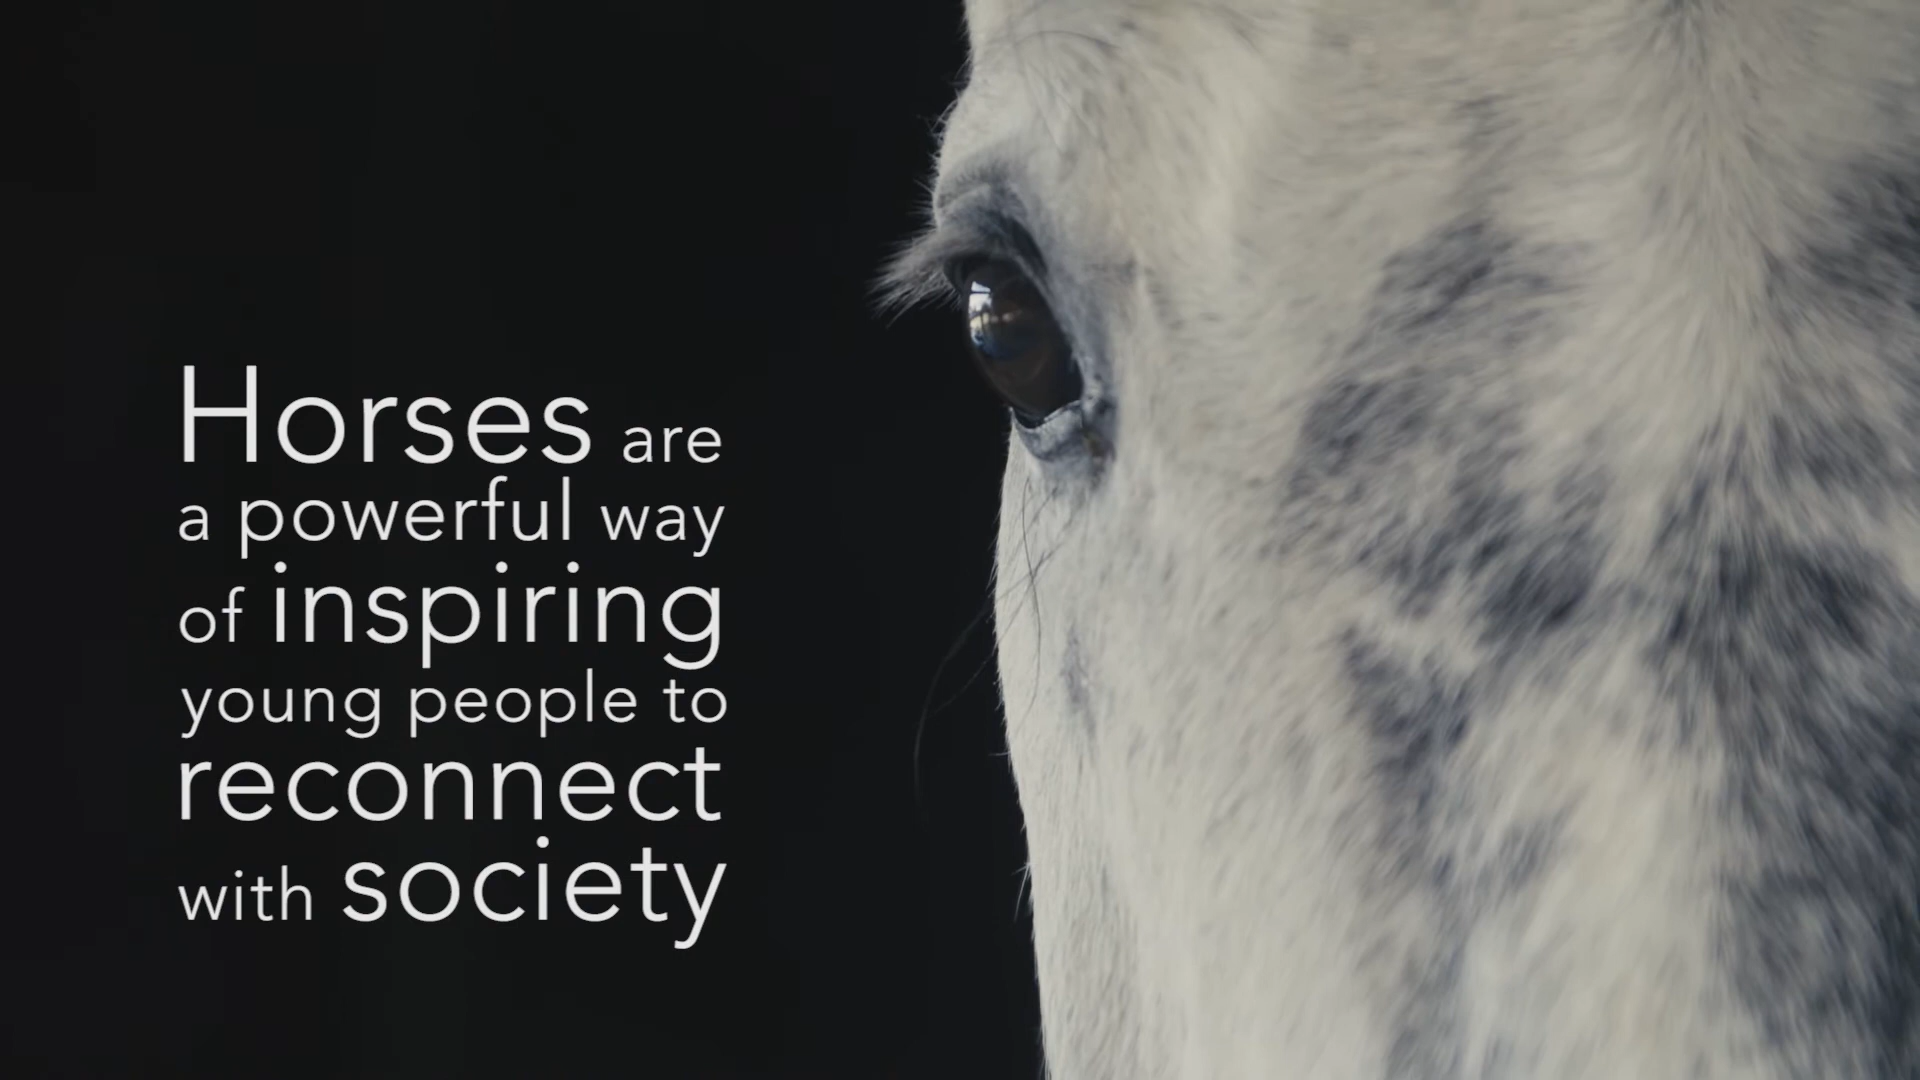 Horses are
a powerful way
of inspiring
young people to
reconnect
with society